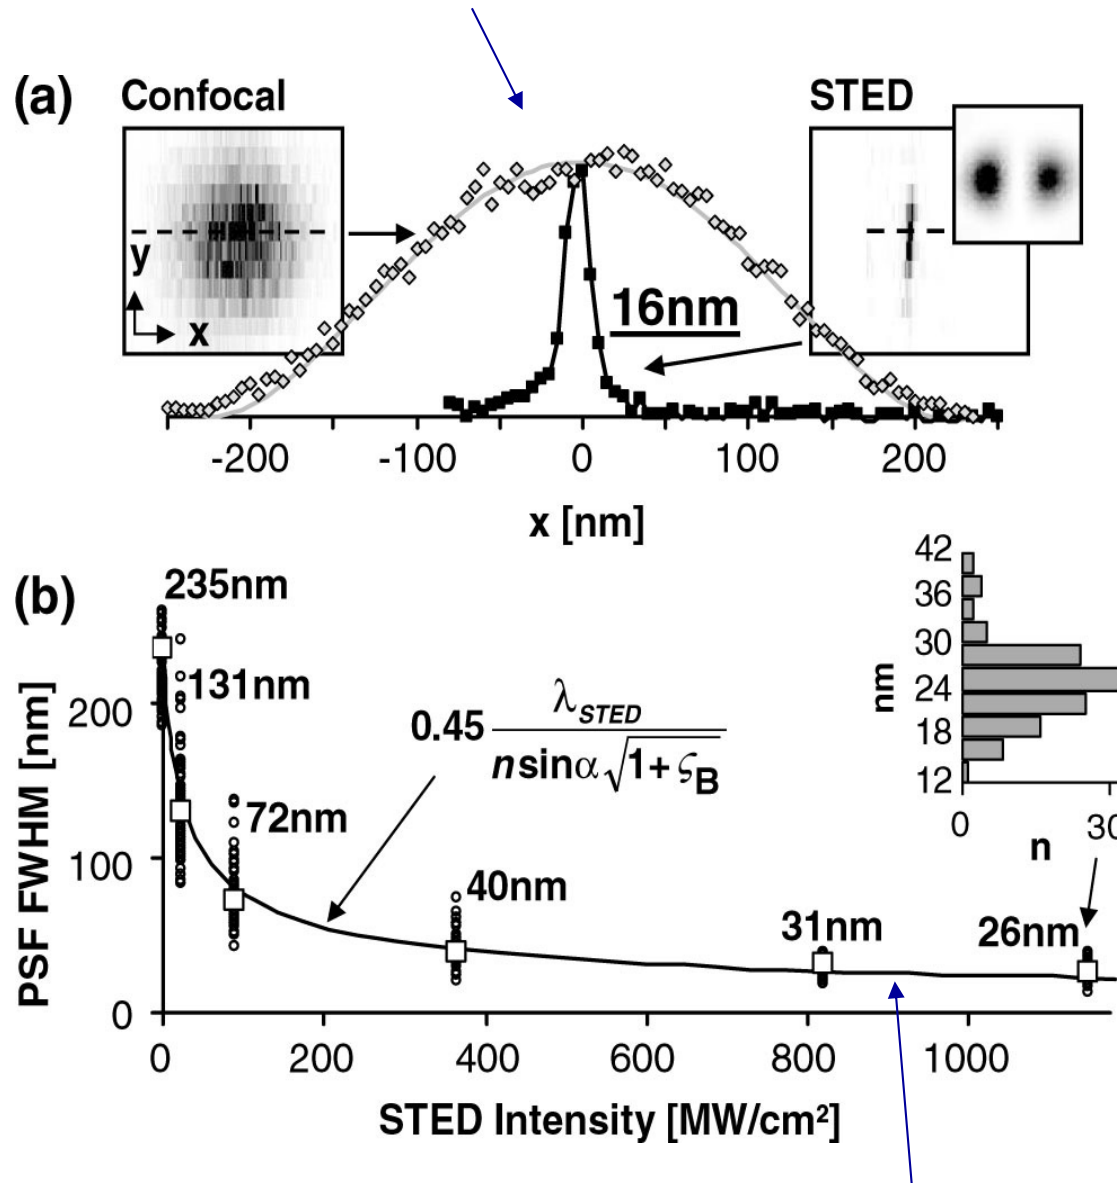 (a) Confocal STED
y
x
16nm
-200 -100 0 100 200
x [nm]
(b)
235nm
131nm
72nm
40nm
31nm
26nm
0.45 λSTED / n sinα √1+ςB
PSF FWHM [nm]
200
100
0
0 200 400 600 800 1000
STED Intensity [MW/cm²]
42
36
30
24
18
12
nm
0
n